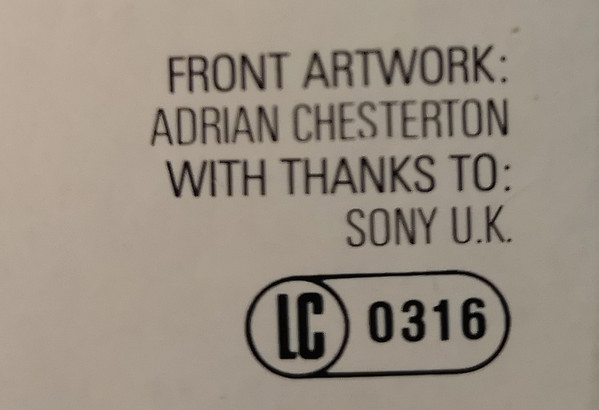 FRONT ARTWORK:
ADRIAN CHESTERTON
WITH THANKS TO:
SONY U.K.
LC 0316